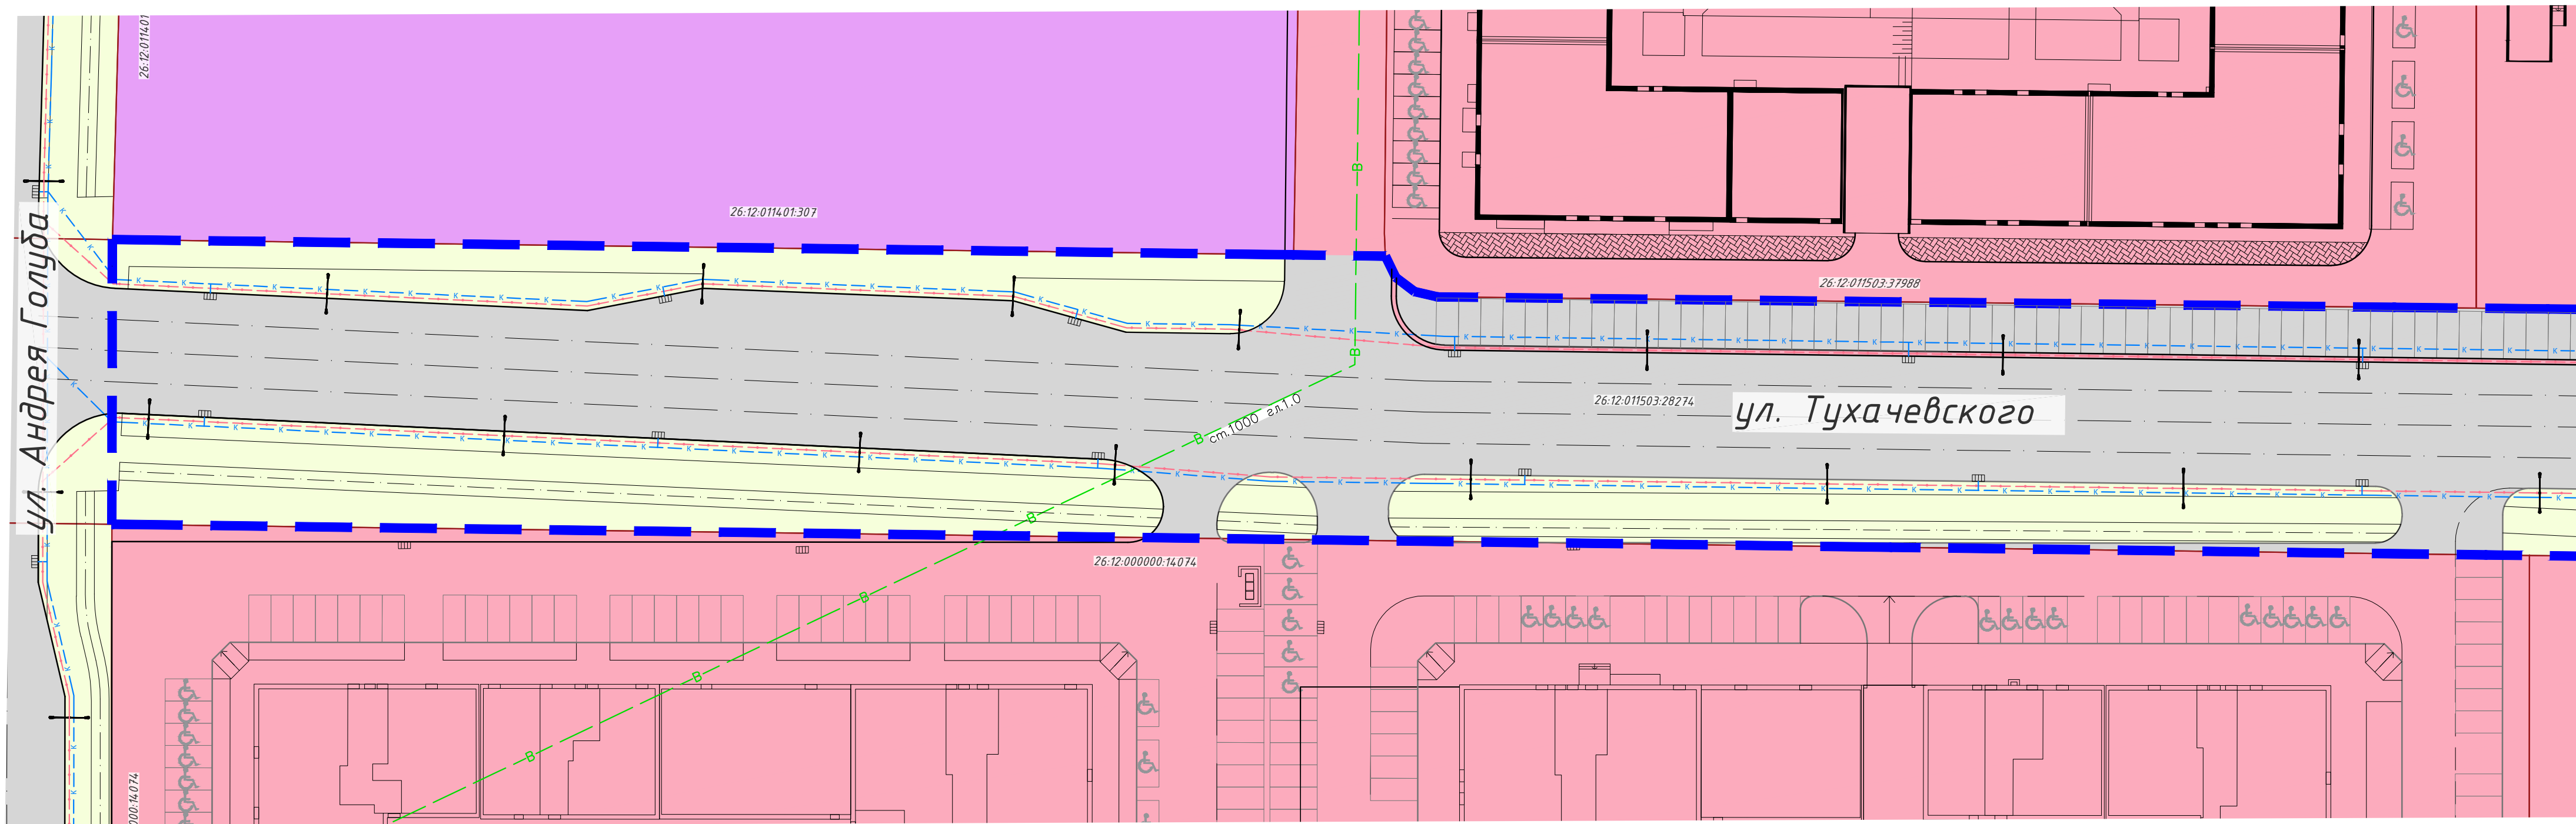 26:12:011401
26:12:011401:307
В
26:12:011503:37988
ул. Андрея Голуба
В
26:12:011503:28274
ул. Тухачевского
ст.1000 гл.1.0
В
В
26:12:000000:14074
В
В
В
000:14074